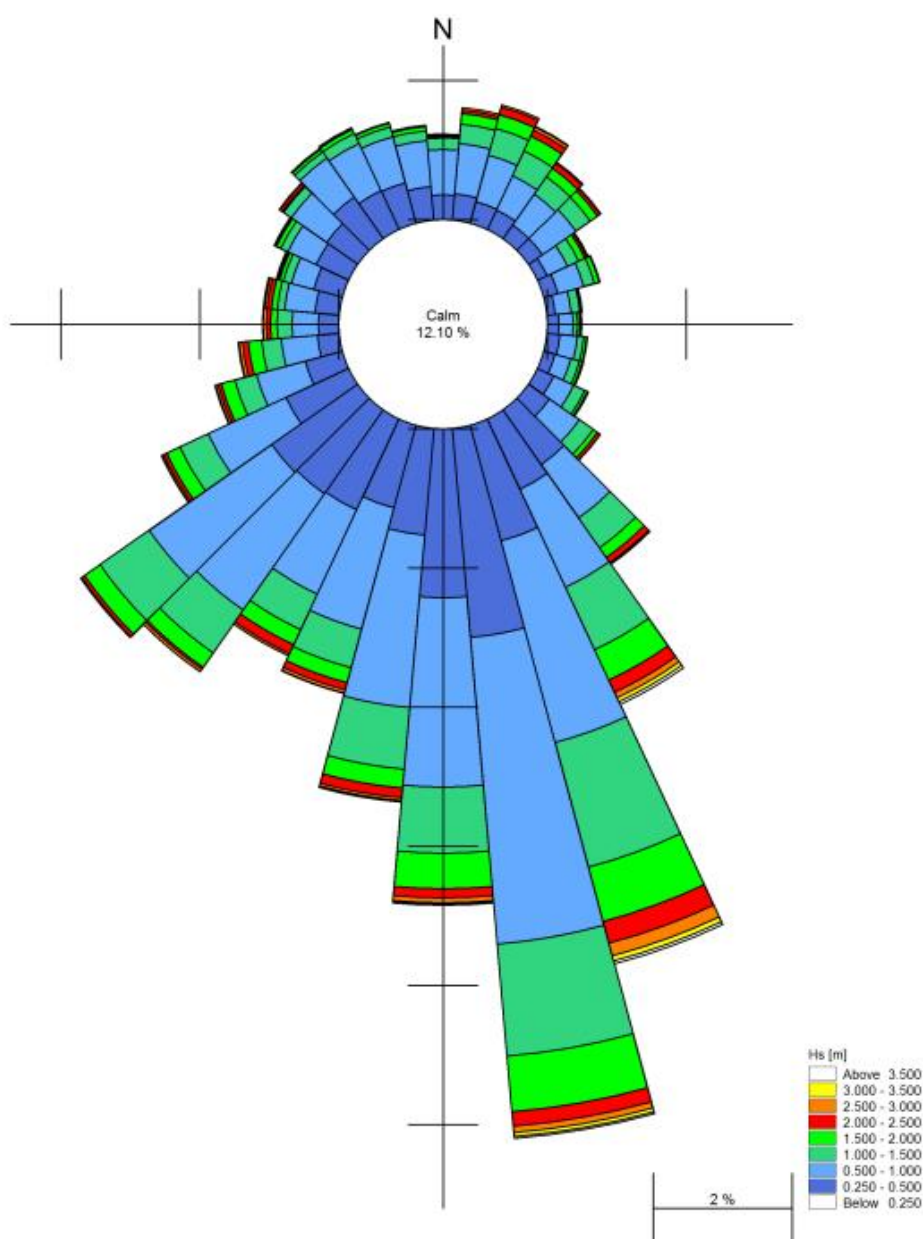 N
Calm
12.10 %
Hs [m]
Above 3.500
3.000 - 3.500
2.500 - 3.000
2.000 - 2.500
1.500 - 2.000
1.000 - 1.500
0.500 - 1.000
0.250 - 0.500
Below 0.250
2 %